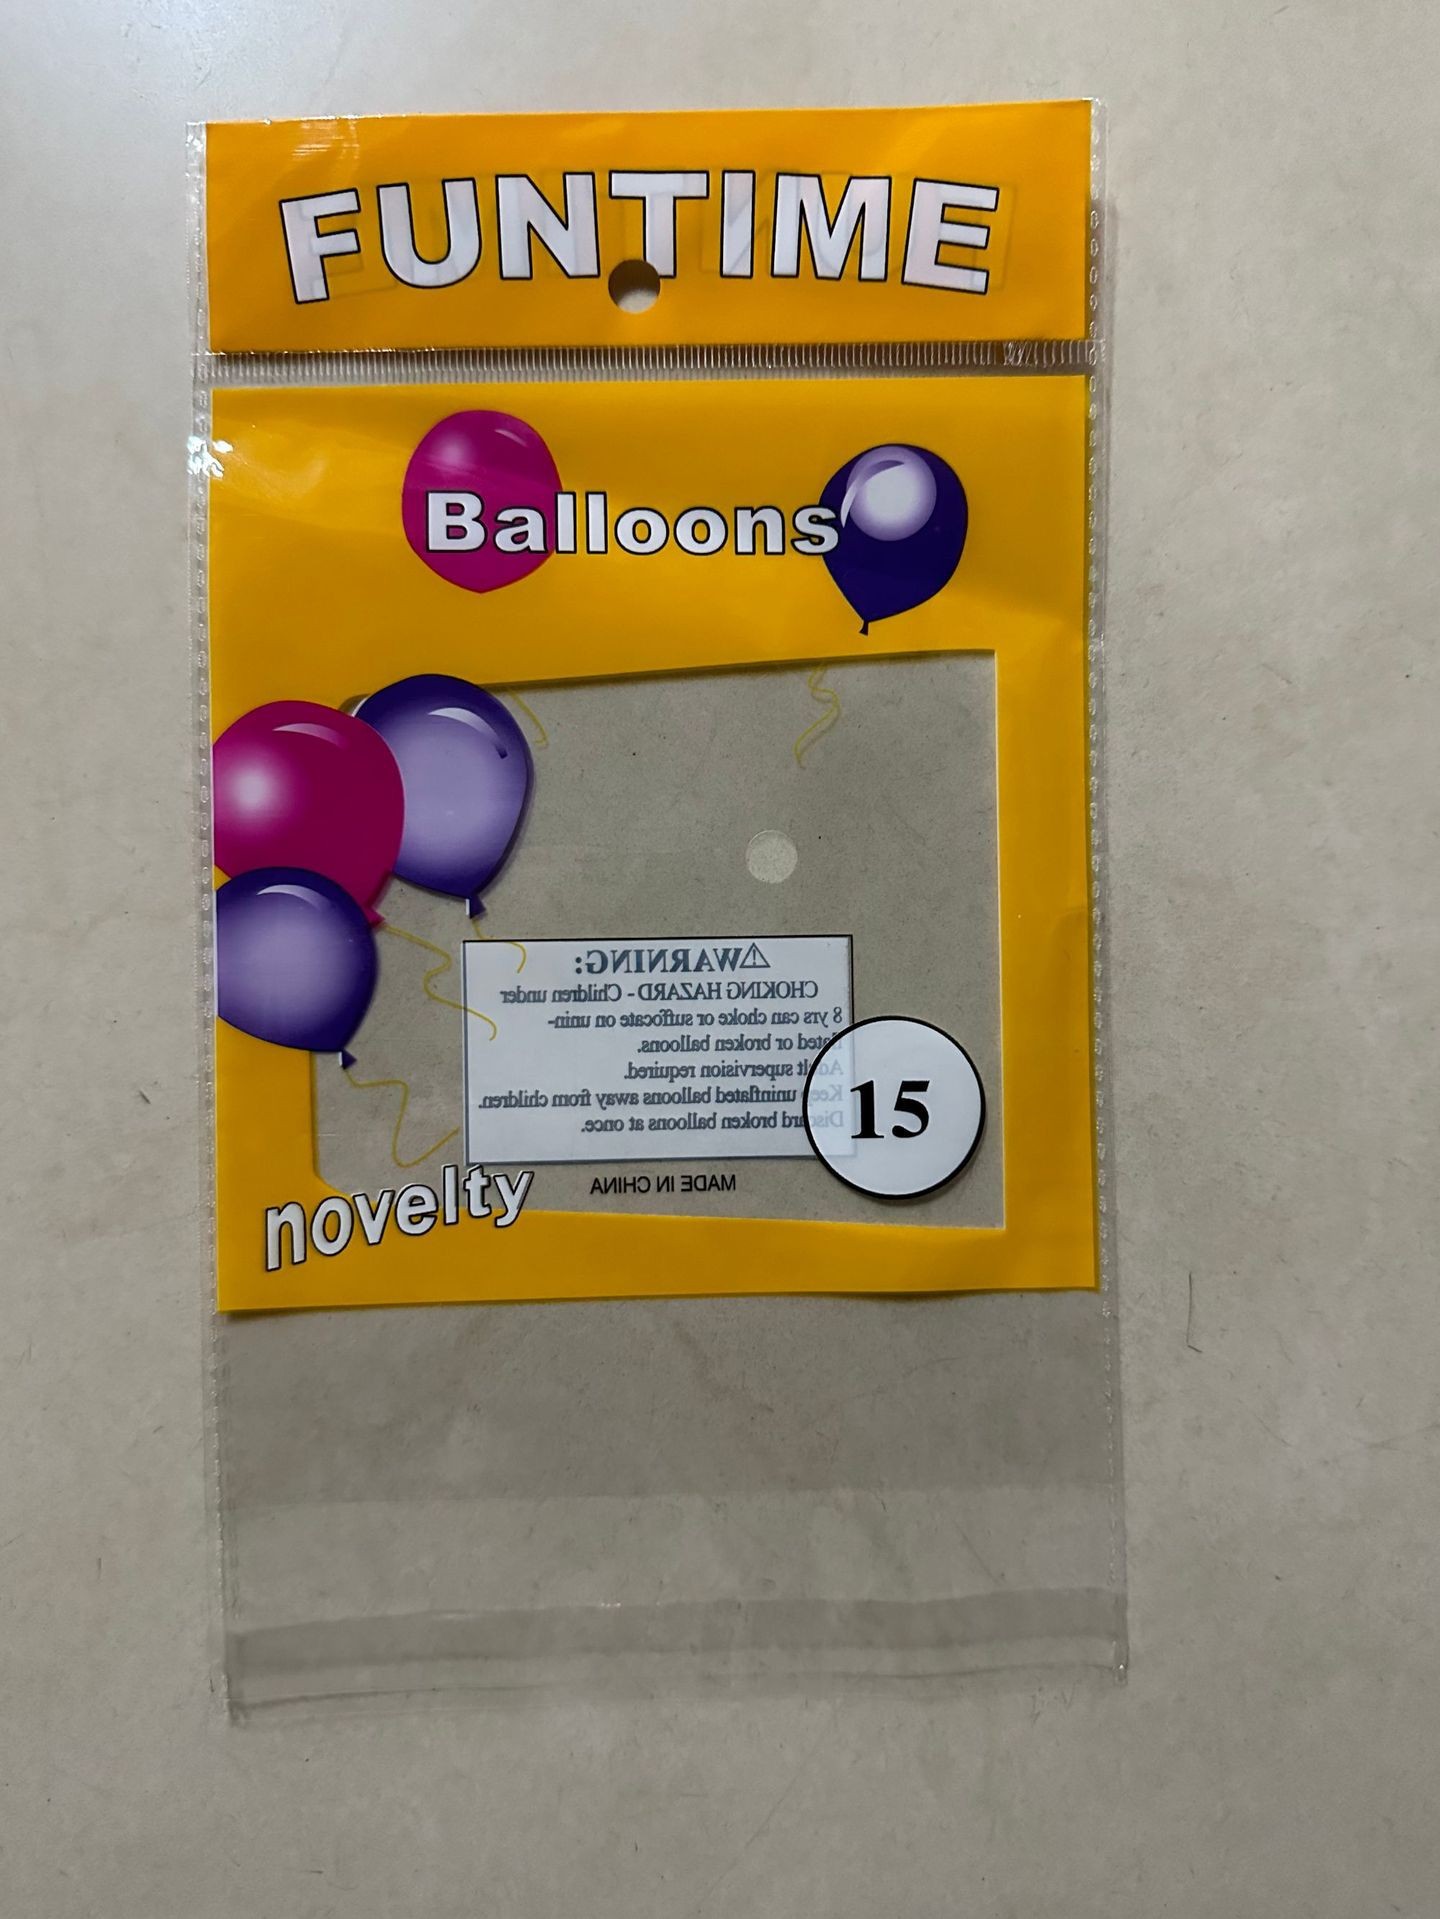 FUNTIME
Balloons
⚠WARNING:
CHOKING HAZARD - Children under
8 yrs can choke or suffocate on unin-
flated or broken balloons.
Adult supervision required.
Keep uninflated balloons away from children.
Discard broken balloons at once.
15
MADE IN CHINA
novelty